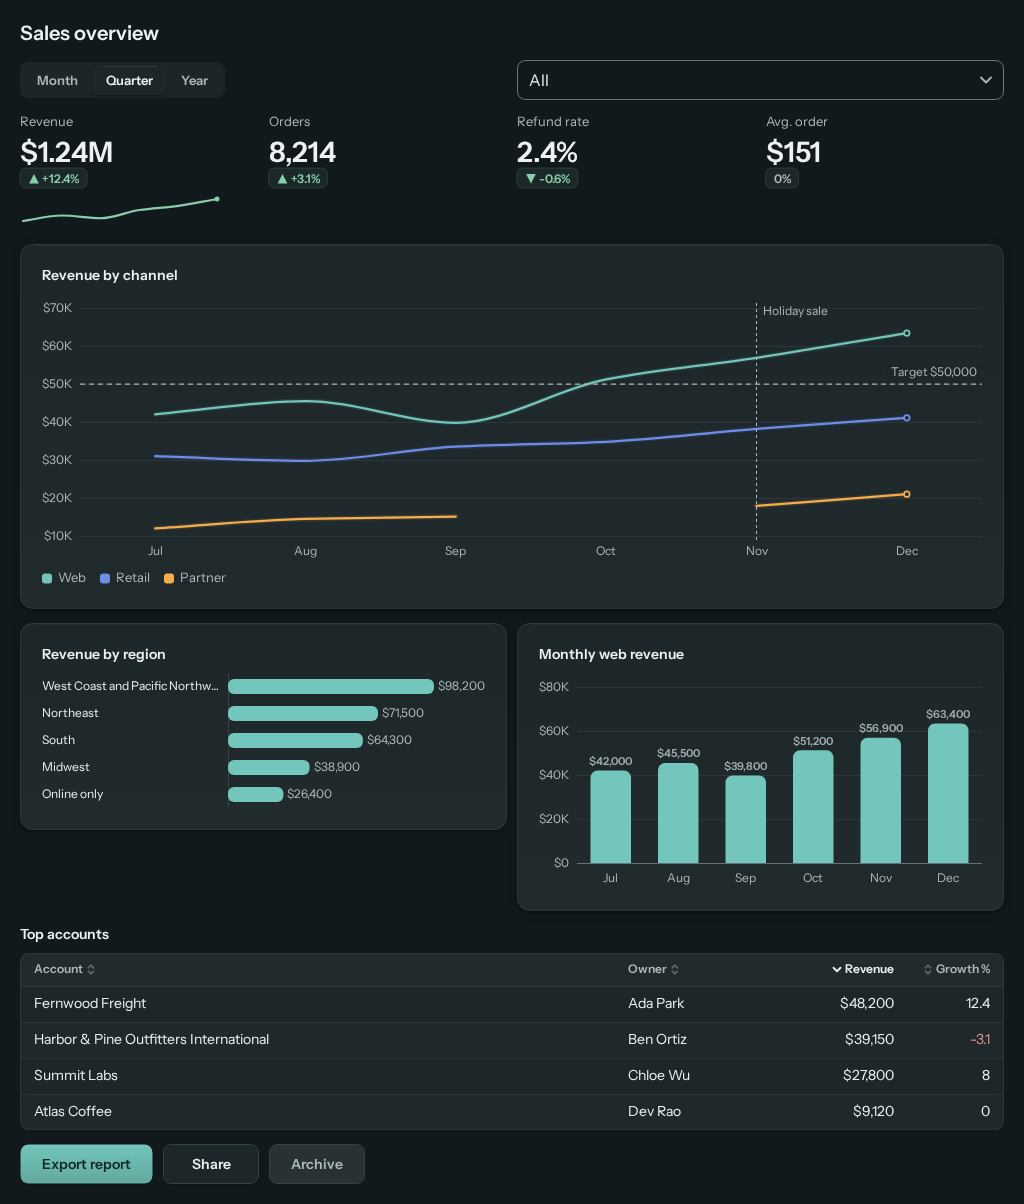 Sales overview
Month Quarter Year
All
Revenue Orders Refund rate Avg. order
$1.24M 8,214 2.4% $151
▲ +12.4% ▲ +3.1% ▼ -0.6% 0%
Revenue by channel
$70K
Holiday sale
$60K
Target $50,000
$50K
$40K
$30K
$20K
$10K
Jul Aug Sep Oct Nov Dec
Web Retail Partner
Revenue by region
West Coast and Pacific Northw... $98,200
Northeast $71,500
South $64,300
Midwest $38,900
Online only $26,400
Monthly web revenue
$80K
$60K
$40K
$20K
$0
$42,000 $45,500 $39,800 $51,200 $56,900 $63,400
Jul Aug Sep Oct Nov Dec
Top accounts
Account Owner Revenue Growth %
Fernwood Freight Ada Park $48,200 12.4
Harbor & Pine Outfitters International Ben Ortiz $39,150 -3.1
Summit Labs Chloe Wu $27,800 8
Atlas Coffee Dev Rao $9,120 0
Export report Share Archive